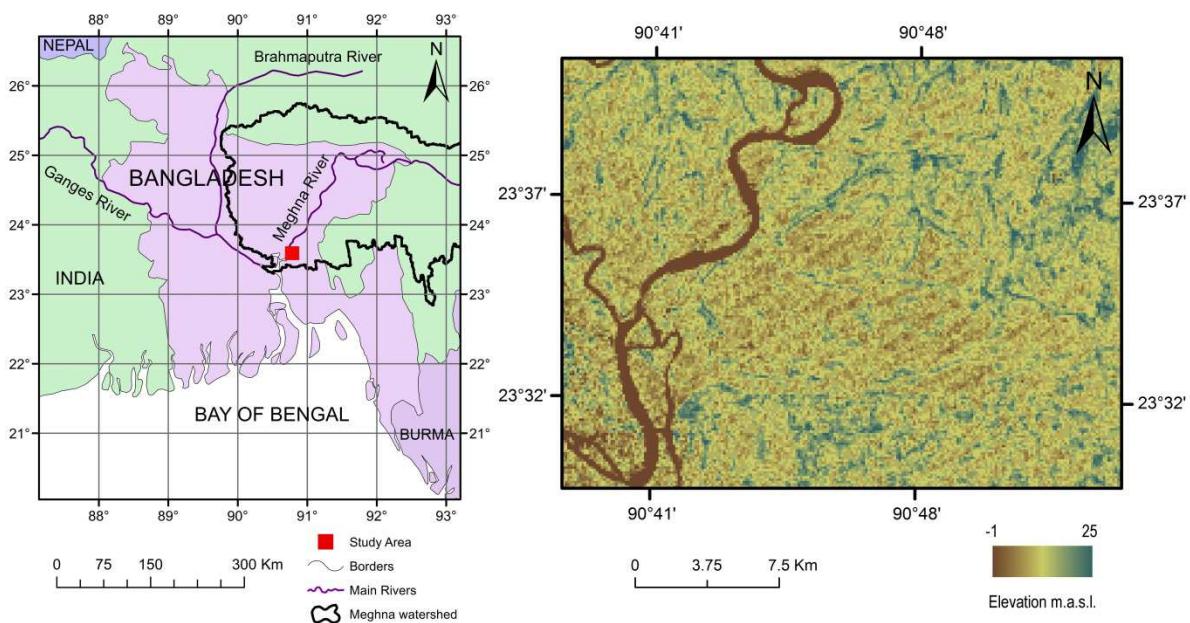 88° 89° 90° 91° 92° 93°
NEPAL
Brahmaputra River
N
26°
26°
25°
25°
Ganges River
BANGLADESH
Meghna River
24°
24°
INDIA
23°
23°
22°
22°
BAY OF BENGAL
21°
21°
BURMA
88° 89° 90° 91° 92° 93°
0 75 150 300 Km
Study Area
Borders
Main Rivers
Meghna watershed
90°41' 90°48'
N
23°37'
23°37'
23°32'
23°32'
90°41' 90°48'
0 3.75 7.5 Km
-1 25
Elevation m.a.s.l.